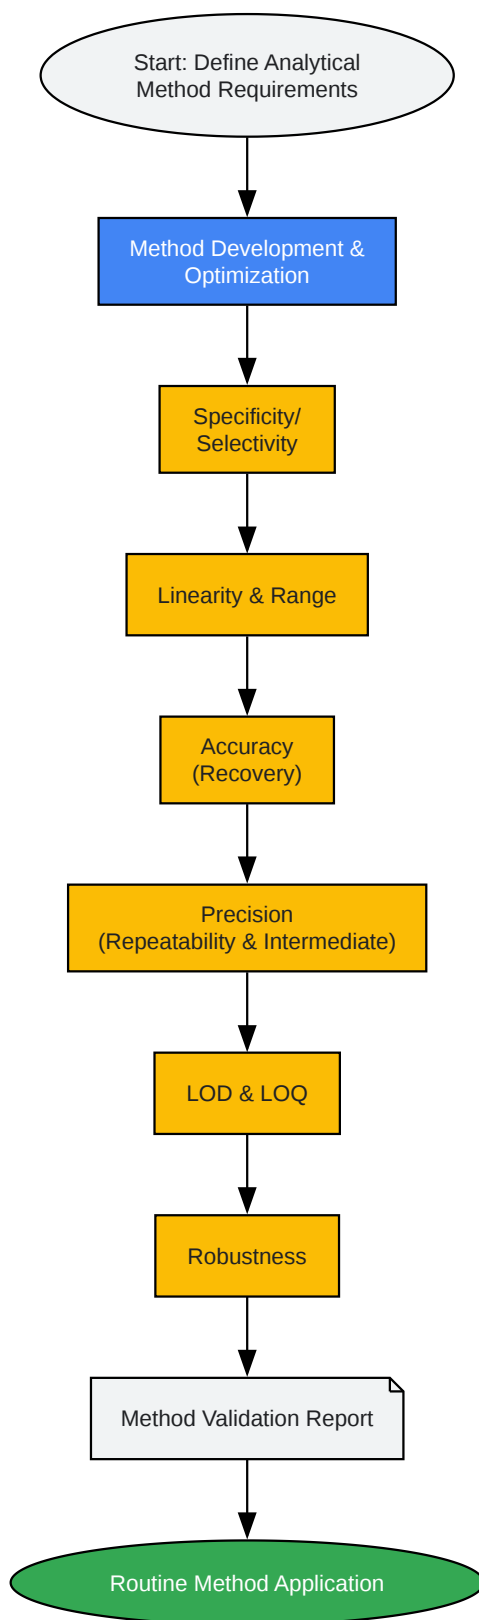 Start: Define Analytical
Method Requirements
Method Development &
Optimization
Specificity/
Selectivity
Linearity & Range
Accuracy
(Recovery)
Precision
(Repeatability & Intermediate)
LOD & LOQ
Robustness
Method Validation Report
Routine Method Application